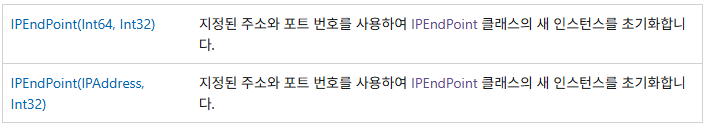 IPEndPoint(Int64, Int32)
지정된 주소와 포트 번호를 사용하여 IPEndPoint 클래스의 새 인스턴스를 초기화합니
다.
IPEndPoint(IPAddress,
Int32)
지정된 주소와 포트 번호를 사용하여 IPEndPoint 클래스의 새 인스턴스를 초기화합니
다.